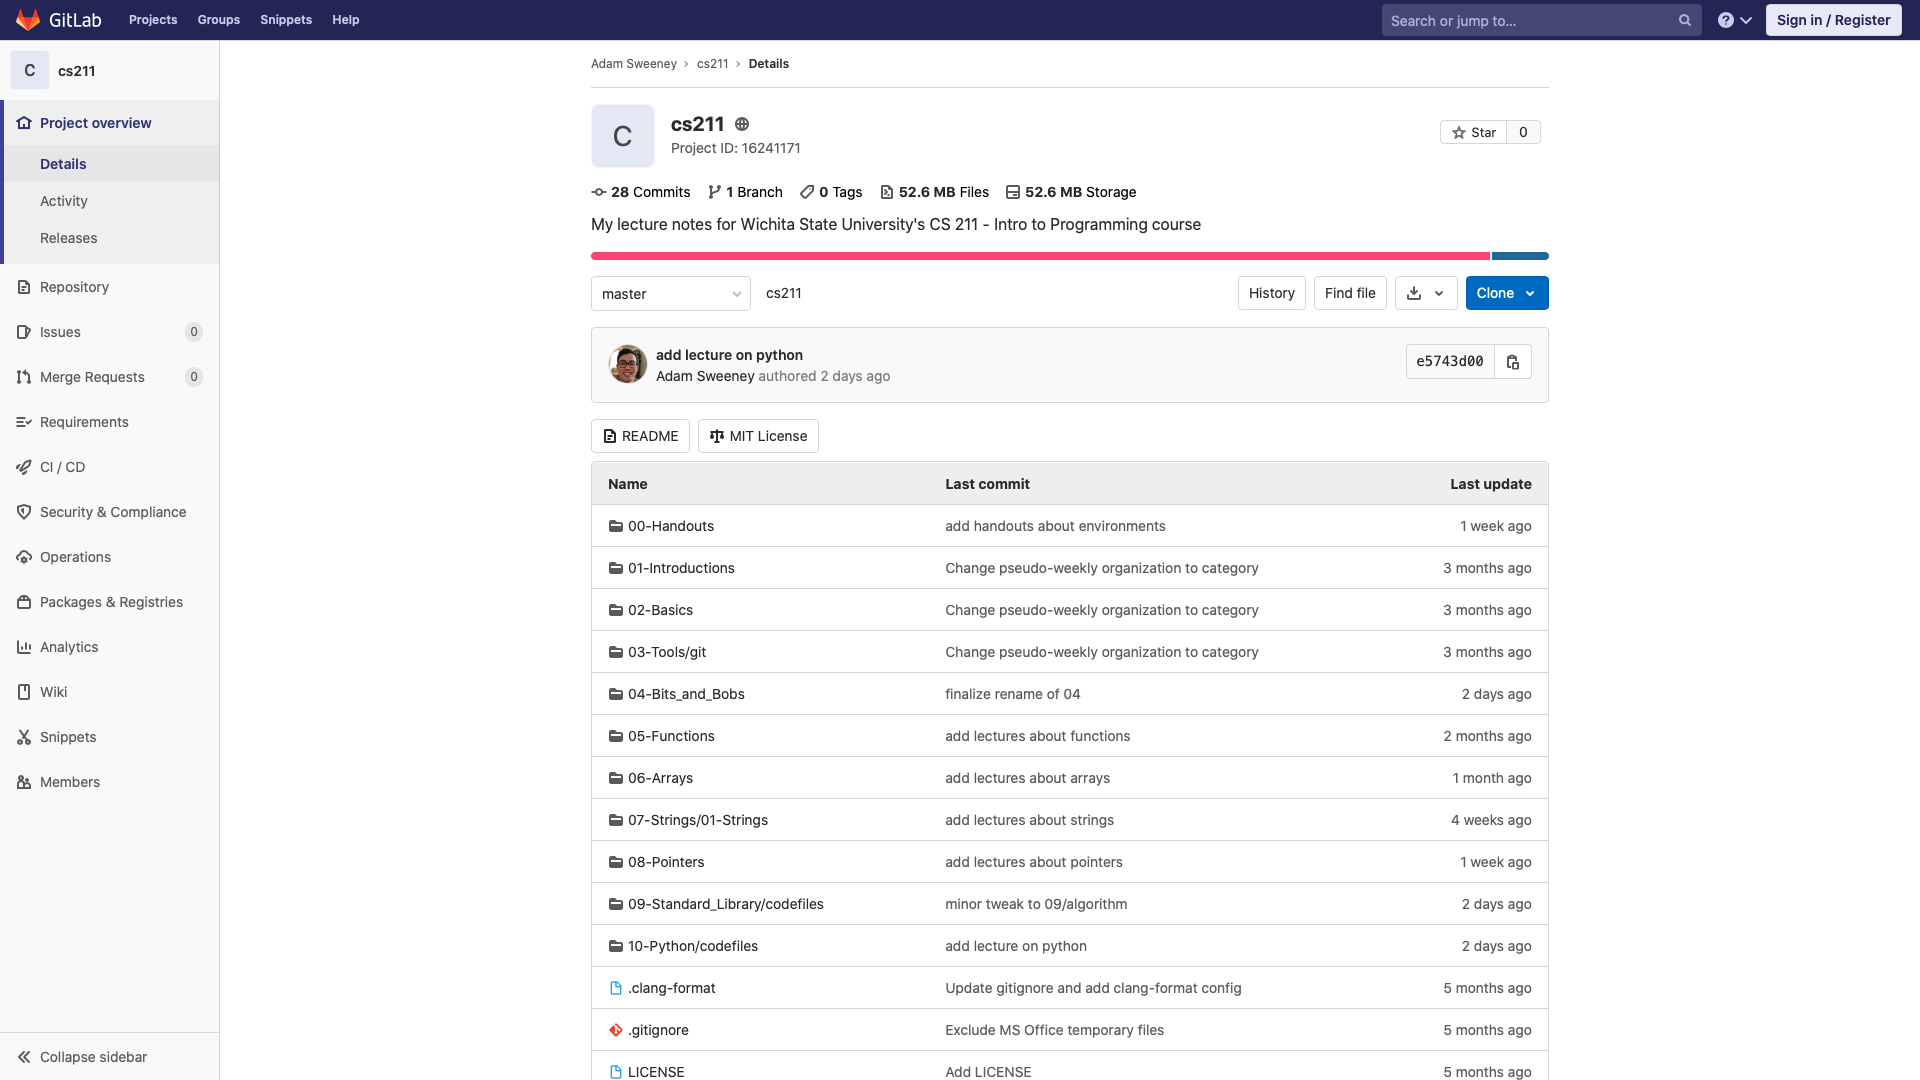 GitLab Projects Groups Snippets Help Search or jump to... Sign in / Register
C cs211
Project overview
Details
Activity
Releases
Repository
Issues 0
Merge Requests 0
Requirements
CI / CD
Security & Compliance
Operations
Packages & Registries
Analytics
Wiki
Snippets
Members
Collapse sidebar
Adam Sweeney > cs211 > Details
C
cs211
Project ID: 16241171
Star 0
28 Commits 1 Branch 0 Tags 52.6 MB Files 52.6 MB Storage
My lecture notes for Wichita State University's CS 211 - Intro to Programming course
master cs211 History Find file Clone
add lecture on python
Adam Sweeney authored 2 days ago
e5743d00
README MIT License
Name Last commit Last update
00-Handouts add handouts about environments 1 week ago
01-Introductions Change pseudo-weekly organization to category 3 months ago
02-Basics Change pseudo-weekly organization to category 3 months ago
03-Tools/git Change pseudo-weekly organization to category 3 months ago
04-Bits_and_Bobs finalize rename of 04 2 days ago
05-Functions add lectures about functions 2 months ago
06-Arrays add lectures about arrays 1 month ago
07-Strings/01-Strings add lectures about strings 4 weeks ago
08-Pointers add lectures about pointers 1 week ago
09-Standard_Library/codefiles minor tweak to 09/algorithm 2 days ago
10-Python/codefiles add lecture on python 2 days ago
.clang-format Update gitignore and add clang-format config 5 months ago
.gitignore Exclude MS Office temporary files 5 months ago
LICENSE Add LICENSE 5 months ago